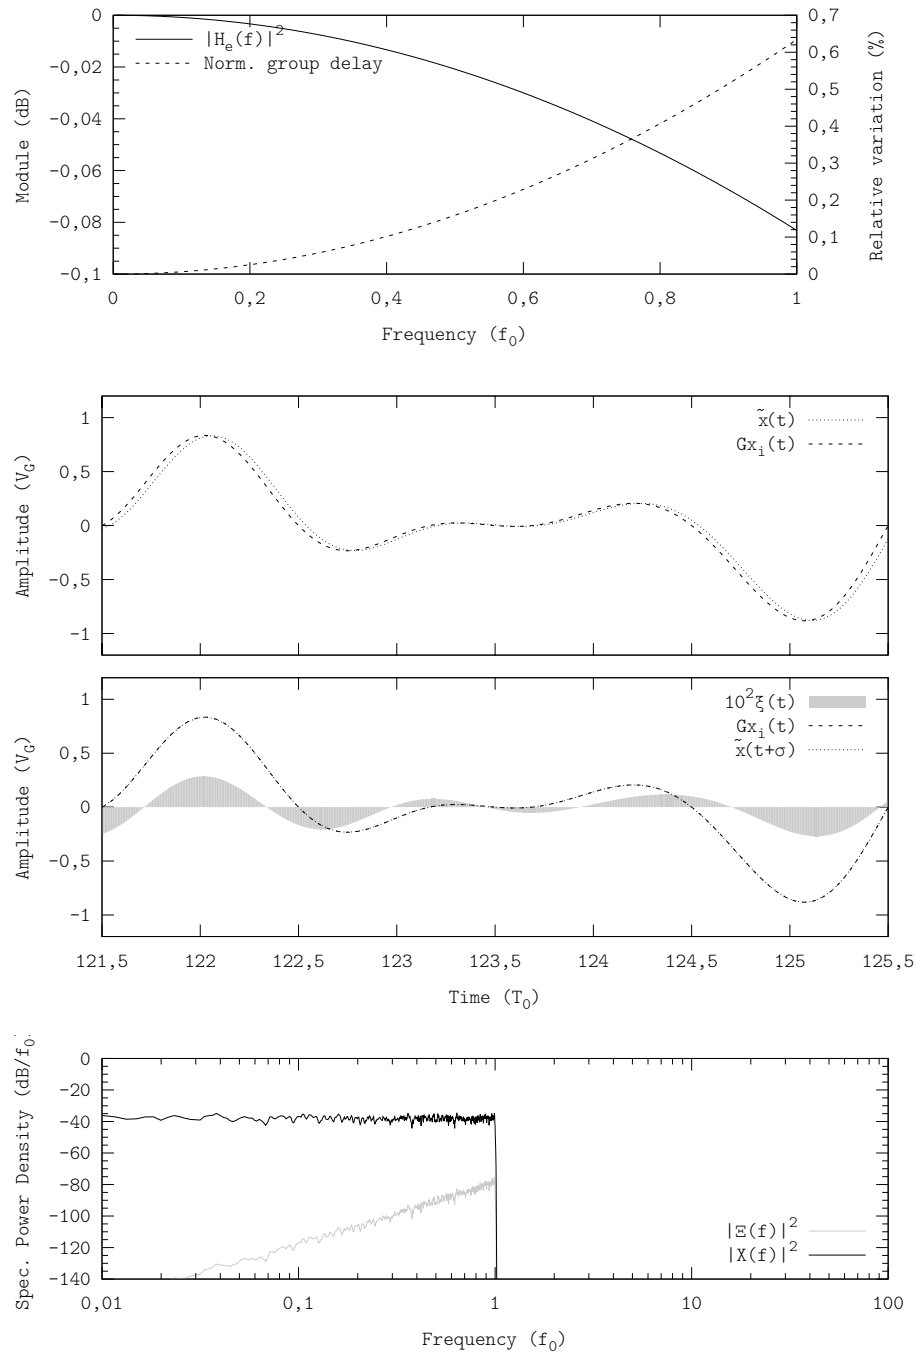 0
-0,02
-0,04
-0,06
-0,08
-0,1
Module (dB)
|H_e(f)|^2
Norm. group delay
0,7
0,6
0,5
0,4
0,3
0,2
0,1
0
Relative variation (%)
0 0,2 0,4 0,6 0,8 1
Frequency (f_0)
1
0,5
0
-0,5
-1
Amplitude (V_G)
x̃(t)
Gx_i(t)
1
0,5
0
-0,5
-1
Amplitude (V_G)
10^2ξ(t)
Gx_i(t)
x̃(t+σ)
121,5 122 122,5 123 123,5 124 124,5 125 125,5
Time (T_0)
0
-20
-40
-60
-80
-100
-120
-140
Spec. Power Density (dB/f_0)
|Ξ(f)|^2
|X(f)|^2
0,01 0,1 1 10 100
Frequency (f_0)